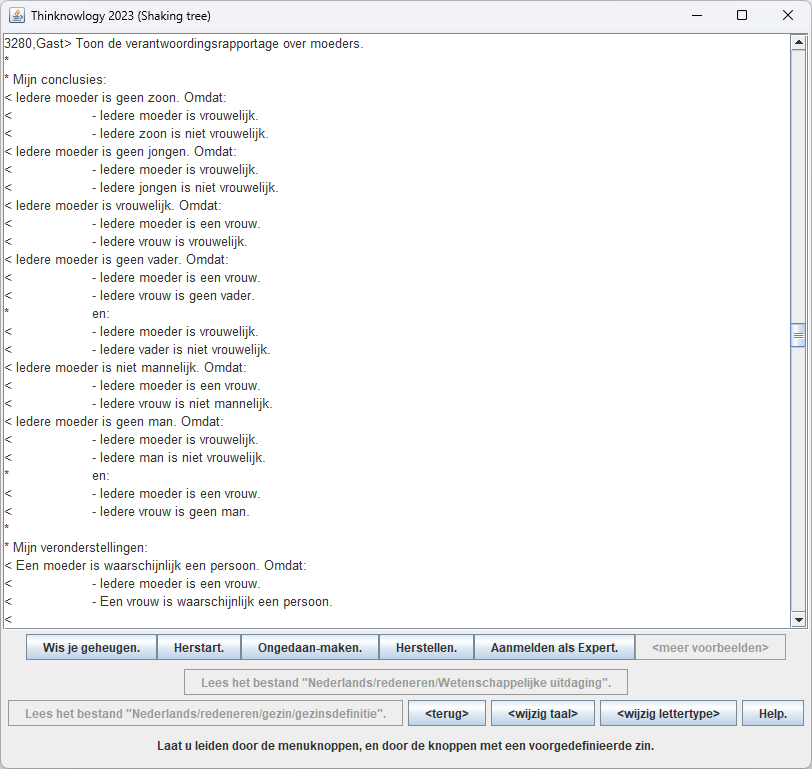 Thinknowlogy 2023 (Shaking tree)
3280,Gast> Toon de verantwoordingsrapportage over moeders.
*
* Mijn conclusies:
< Iedere moeder is geen zoon. Omdat:
< - Iedere moeder is vrouwelijk.
< - Iedere zoon is niet vrouwelijk.
< Iedere moeder is geen jongen. Omdat:
< - Iedere moeder is vrouwelijk.
< - Iedere jongen is niet vrouwelijk.
< Iedere moeder is vrouwelijk. Omdat:
< - Iedere moeder is een vrouw.
< - Iedere vrouw is vrouwelijk.
< Iedere moeder is geen vader. Omdat:
< - Iedere moeder is een vrouw.
< - Iedere vrouw is geen vader.
* en:
< - Iedere moeder is vrouwelijk.
< - Iedere vader is niet vrouwelijk.
< Iedere moeder is niet mannelijk. Omdat:
< - Iedere moeder is een vrouw.
< - Iedere vrouw is niet mannelijk.
< Iedere moeder is geen man. Omdat:
< - Iedere moeder is vrouwelijk.
< - Iedere man is niet vrouwelijk.
* en:
< - Iedere moeder is een vrouw.
< - Iedere vrouw is geen man.
*
* Mijn veronderstellingen:
< Een moeder is waarschijnlijk een persoon. Omdat:
< - Iedere moeder is een vrouw.
< - Een vrouw is waarschijnlijk een persoon.
<
Wis je geheugen. Herstart. Ongedaan-maken. Herstellen. Aanmelden als Expert. <meer voorbeelden>
Lees het bestand "Nederlands/redeneren/Wetenschappelijke uitdaging".
Lees het bestand "Nederlands/redeneren/gezin/gezinsdefinitie". <terug> <wijzig taal> <wijzig lettertype> Help.
Laat u leiden door de menuknoppen, en door de knoppen met een voorgedefinieerde zin.